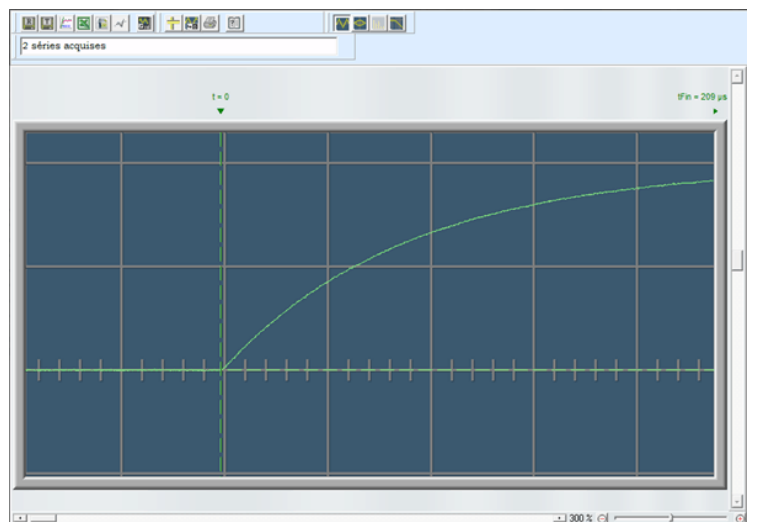 2 séries acquises
t = 0
tFin = 209 µs
300 %